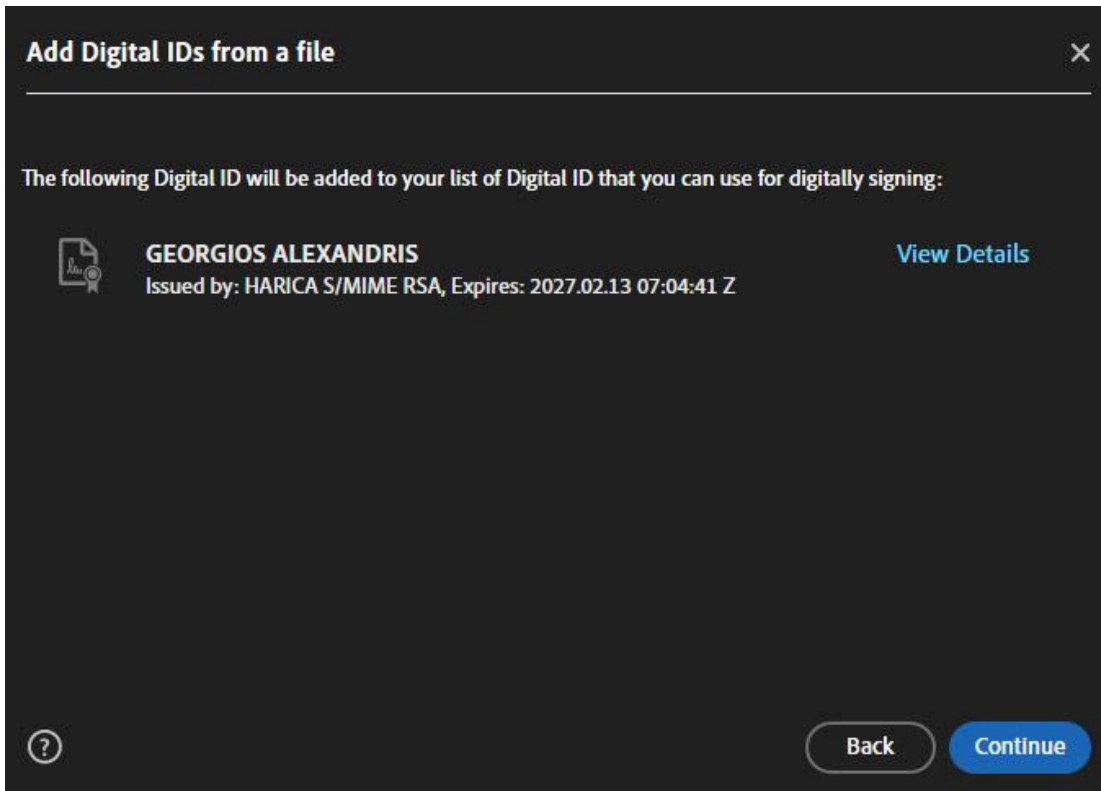 Add Digital IDs from a file
The following Digital ID will be added to your list of Digital ID that you can use for digitally signing:
GEORGIOS ALEXANDRIS
View Details
Issued by: HARICA S/MIME RSA, Expires: 2027.02.13 07:04:41 Z
Back
Continue